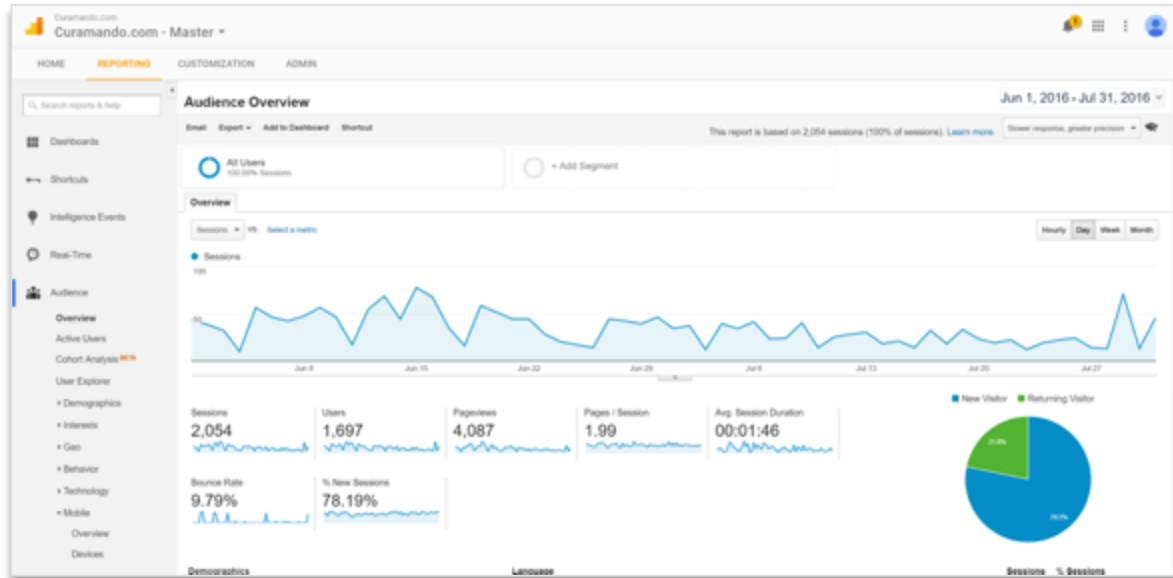 Curamando.com
Curamando.com - Master
1
HOME REPORTING CUSTOMIZATION ADMIN
Search reports & help
Audience Overview
Jun 1, 2016 - Jul 31, 2016
Email Export Add to Dashboard Shortcut
This report is based on 2,054 sessions (100% of sessions). Learn more
Slower response, greater precision
Dashboards
Shortcuts
Intelligence Events
Real-Time
Audience
Overview
Active Users
Cohort Analysis BETA
User Explorer
Demographics
Interests
Geo
Behavior
Technology
Mobile
Overview
Devices
All Users
100.00% Sessions
+ Add Segment
Overview
Sessions VS. Select a metric
Hourly Day Week Month
Sessions
100
50
Jun 8 Jun 15 Jun 22 Jun 29 Jul 6 Jul 13 Jul 20 Jul 27
New Visitor Returning Visitor
Sessions
2,054
Users
1,697
Pageviews
4,087
Pages / Session
1.99
Avg. Session Duration
00:01:46
Bounce Rate
9.79%
% New Sessions
78.19%
Demographics Language Sessions % Sessions